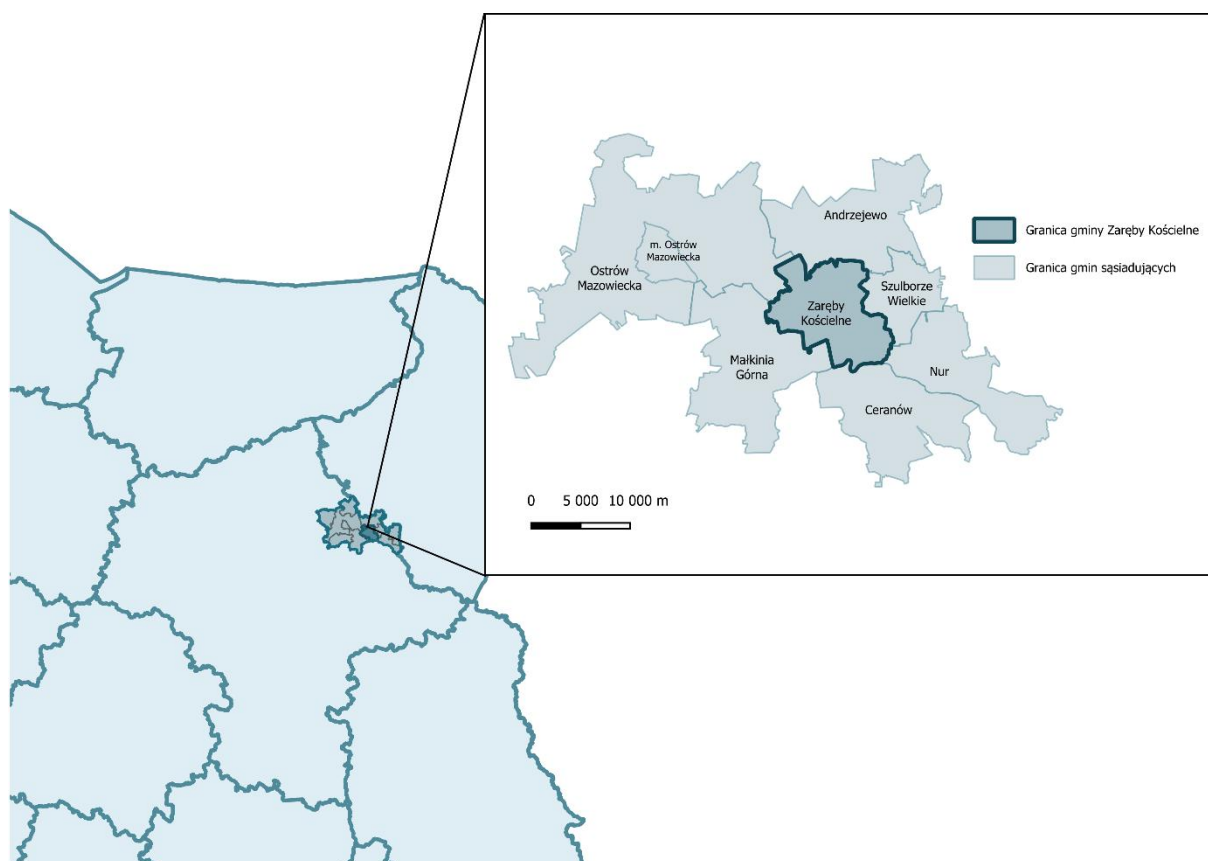 Andrzejewo
Granica gminy Zaręby Kościelne
m. Ostrów
Mazowiecka
Granica gmin sąsiadujących
Ostrów
Mazowiecka
Szulborze
Wielkie
Zaręby
Kościelne
Małkinia
Górna
Nur
Ceranów
0 5 000 10 000 m